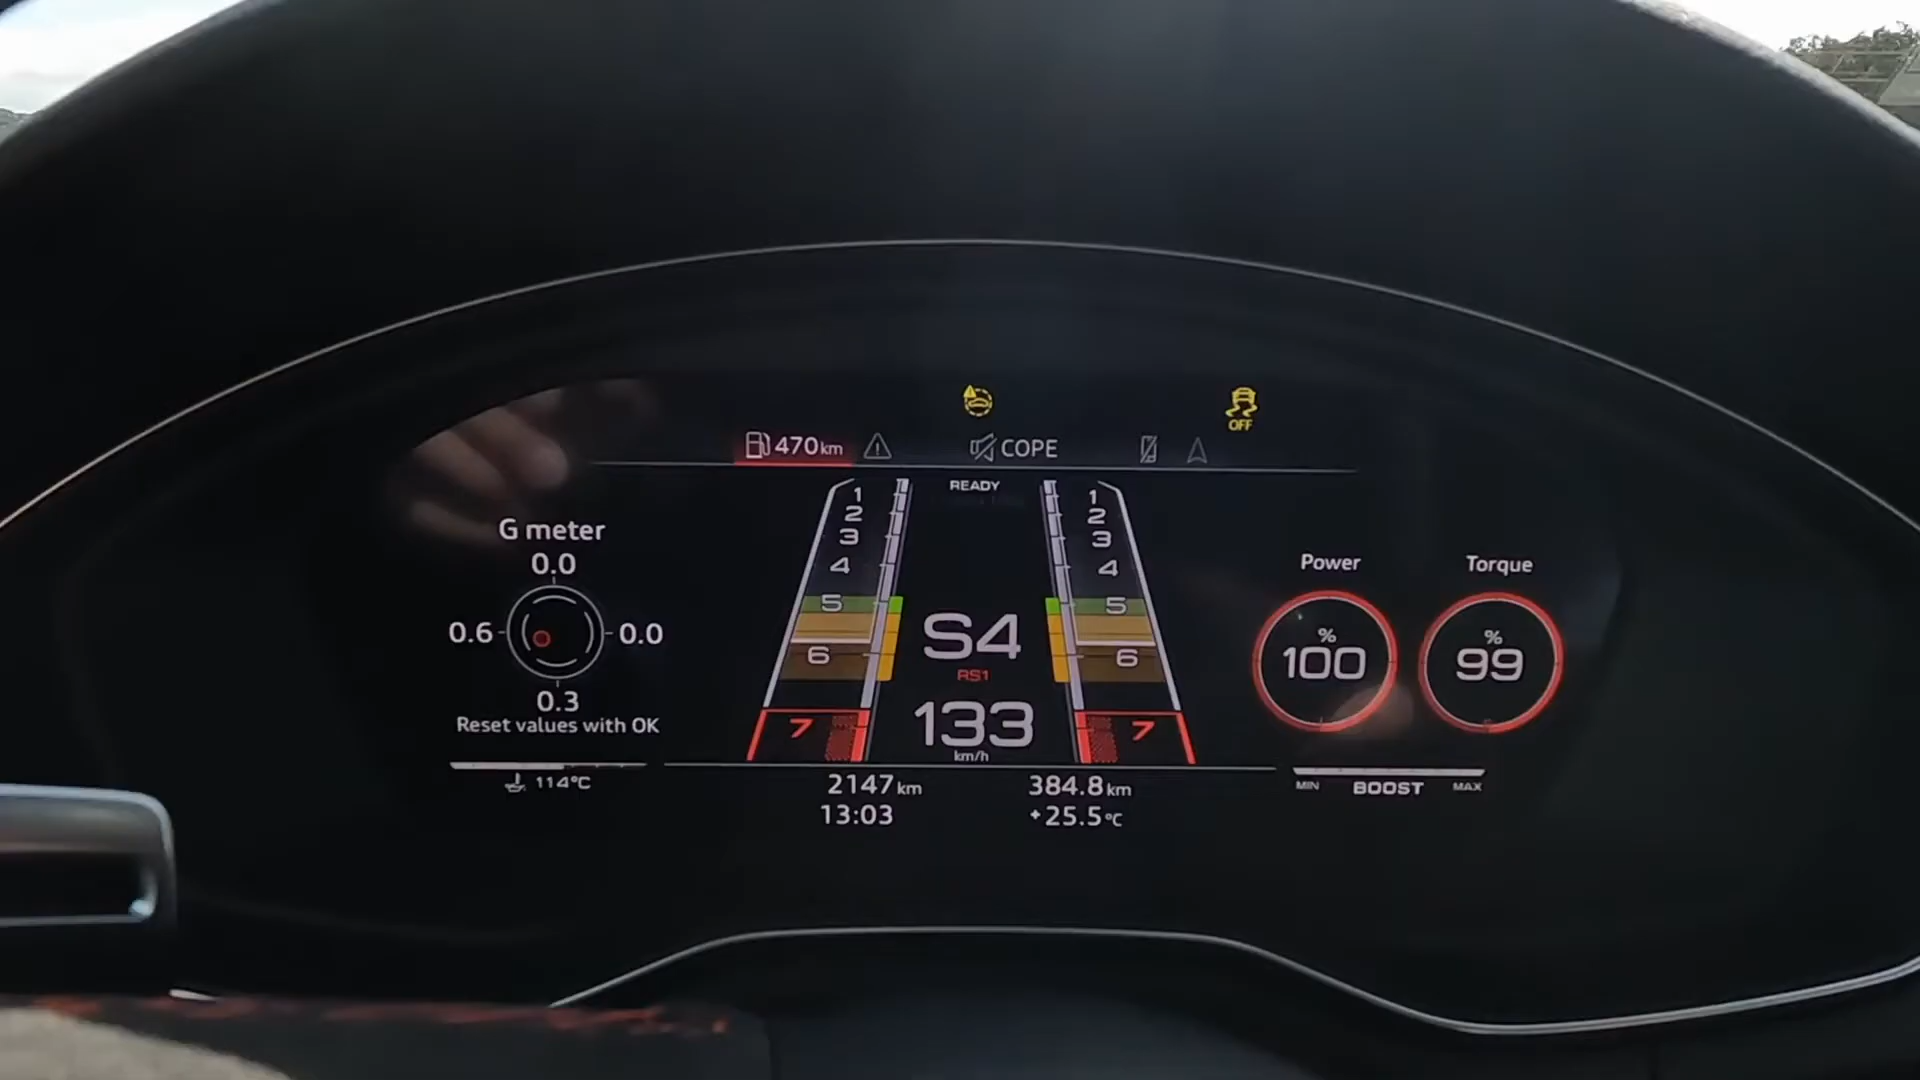 OFF
470 km
COPE
READY
1
2
3
4
5
6
7
1
2
3
4
5
6
7
G meter
0.0
0.6
0.0
0.3
Reset values with OK
114°C
S4
RS1
133
km/h
Power
%
100
Torque
%
99
MIN BOOST MAX
2147 km
384.8 km
13:03
+25.5 °C